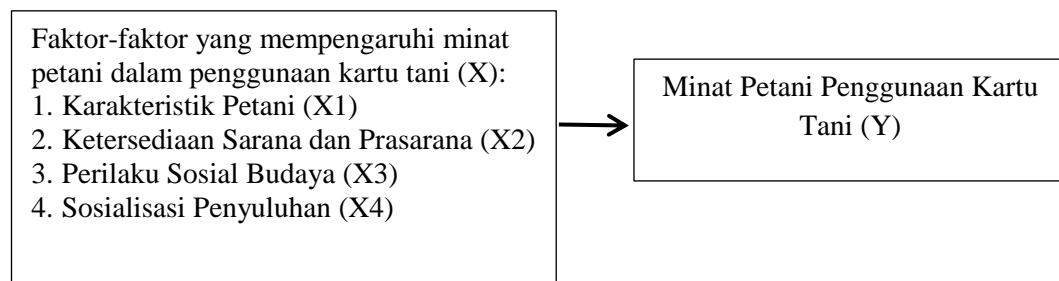 Faktor-faktor yang mempengaruhi minat
petani dalam penggunaan kartu tani (X):
1. Karakteristik Petani (X1)
2. Ketersediaan Sarana dan Prasarana (X2)
3. Perilaku Sosial Budaya (X3)
4. Sosialisasi Penyuluhan (X4)
Minat Petani Penggunaan Kartu
Tani (Y)